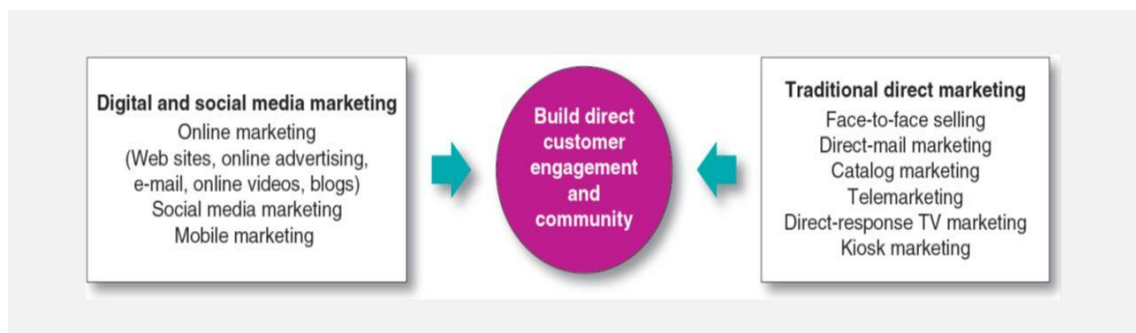 Digital and social media marketing
Online marketing
(Web sites, online advertising,
e-mail, online videos, blogs)
Social media marketing
Mobile marketing
Build direct
customer
engagement
and
community
Traditional direct marketing
Face-to-face selling
Direct-mail marketing
Catalog marketing
Telemarketing
Direct-response TV marketing
Kiosk marketing